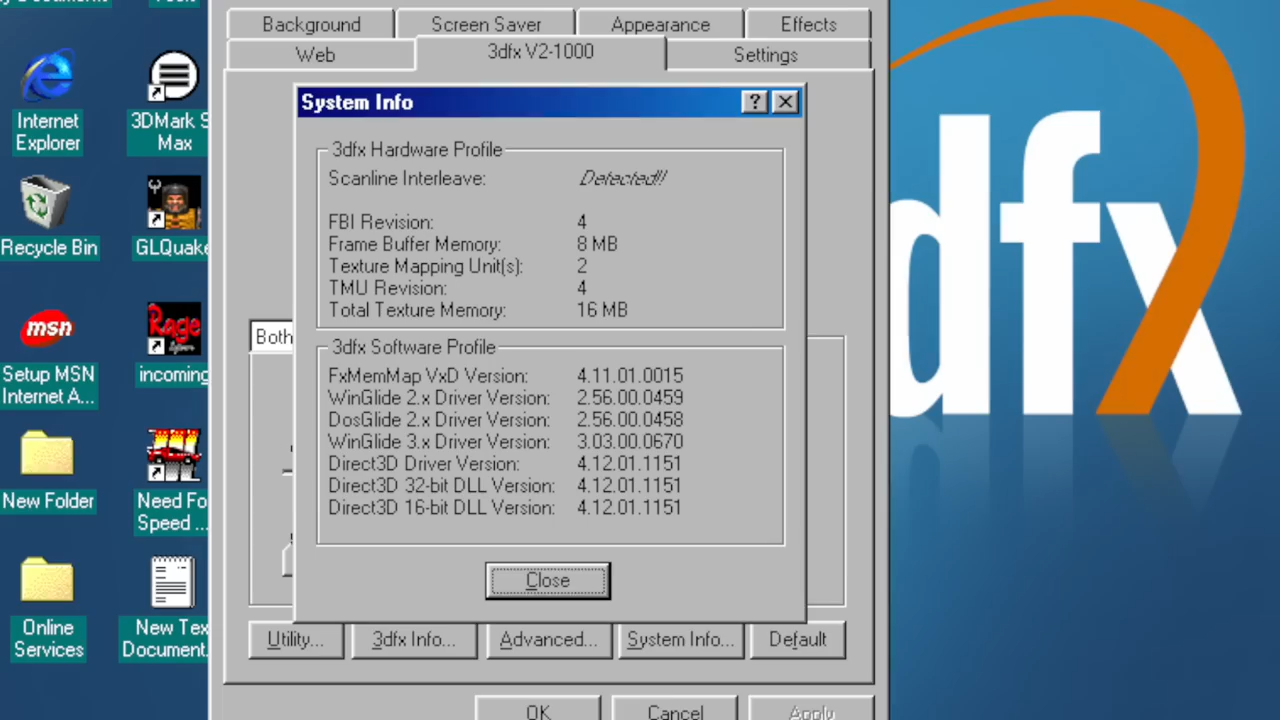 Background
Screen Saver
Appearance
Effects
Web
3dfx V2-1000
Settings
System Info
3dfx Hardware Profile
Scanline Interleave: Detected!!
FBI Revision: 4
Frame Buffer Memory: 8 MB
Texture Mapping Unit(s): 2
TMU Revision: 4
Total Texture Memory: 16 MB
3dfx Software Profile
FxMemMap VxD Version: 4.11.01.0015
WinGlide 2.x Driver Version: 2.56.00.0459
DosGlide 2.x Driver Version: 2.56.00.0458
WinGlide 3.x Driver Version: 3.03.00.0670
Direct3D Driver Version: 4.12.01.1151
Direct3D 32-bit DLL Version: 4.12.01.1151
Direct3D 16-bit DLL Version: 4.12.01.1151
Close
Both
Utility...
3dfx Info...
Advanced...
System Info...
Default
OK
Cancel
Apply
Internet
Explorer
3DMark S
Max
Recycle Bin
GLQuake
msn
Setup MSN
Internet A...
Rage
incoming
New Folder
Need Fo
Speed ...
Online
Services
New Tex
Document.
dfx